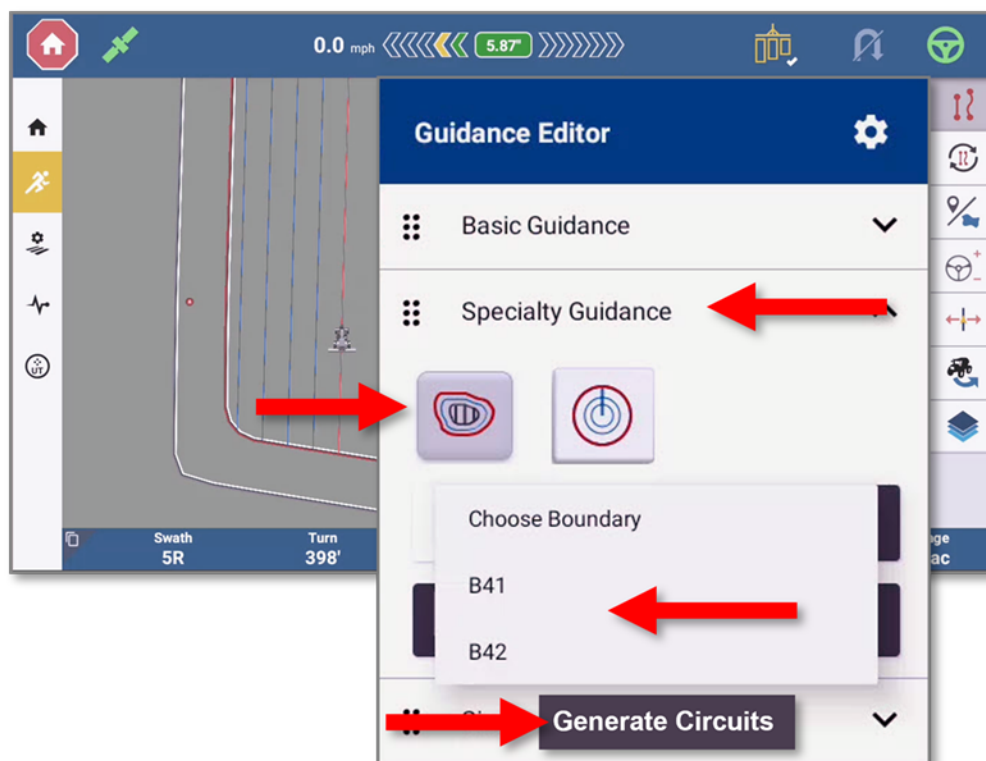 0.0 mph
5.87"
Guidance Editor
Basic Guidance
Specialty Guidance
Choose Boundary
B41
B42
Generate Circuits
UT
Swath
5R
Turn
398'
ac